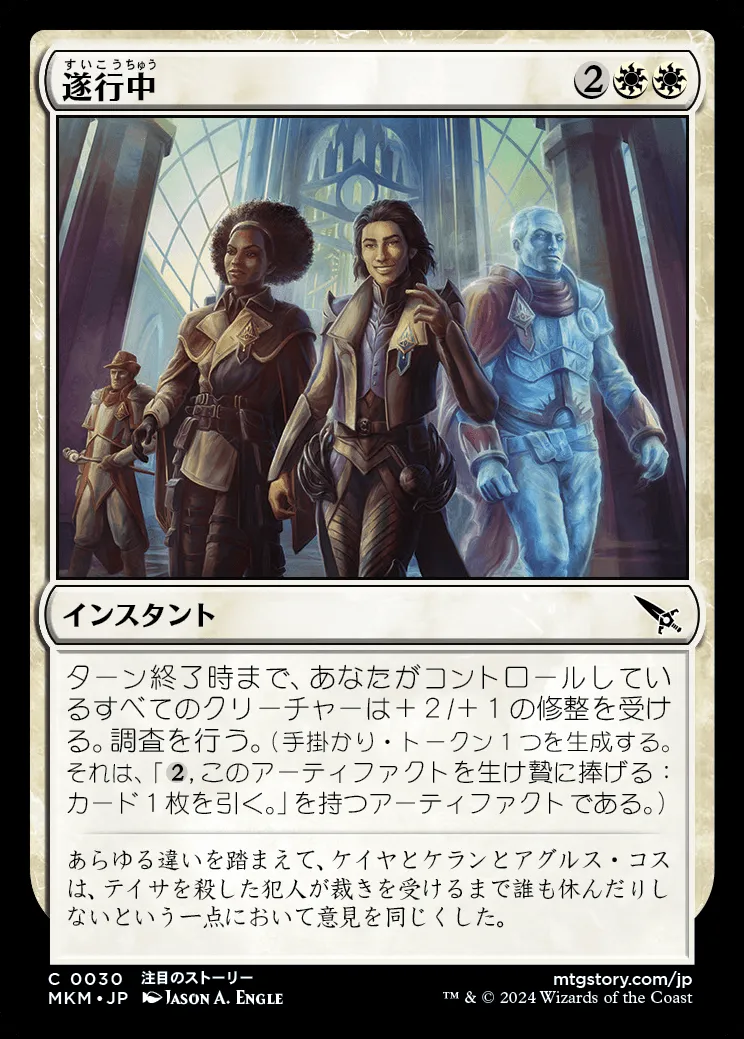 すいこうちゅう
遂行中 2
インスタント
ターン終了時まで、あなたがコントロールしてい
るすべてのクリーチャーは＋２/＋１の修整を受け
る。調査を行う。（手掛かり・トークン１つを生成する。
それは、「2,このアーティファクトを生け贄に捧げる：
カード１枚を引く。」を持つアーティファクトである。）
あらゆる違いを踏まえて、ケイヤとケランとアグルス・コス
は、テイサを殺した犯人が裁きを受けるまで誰も休んだりし
ないという一点において意見を同じくした。
C 0030 注目のストーリー mtgstory.com/jp
MKM • JP JASON A. ENGLE ™ & © 2024 Wizards of the Coast